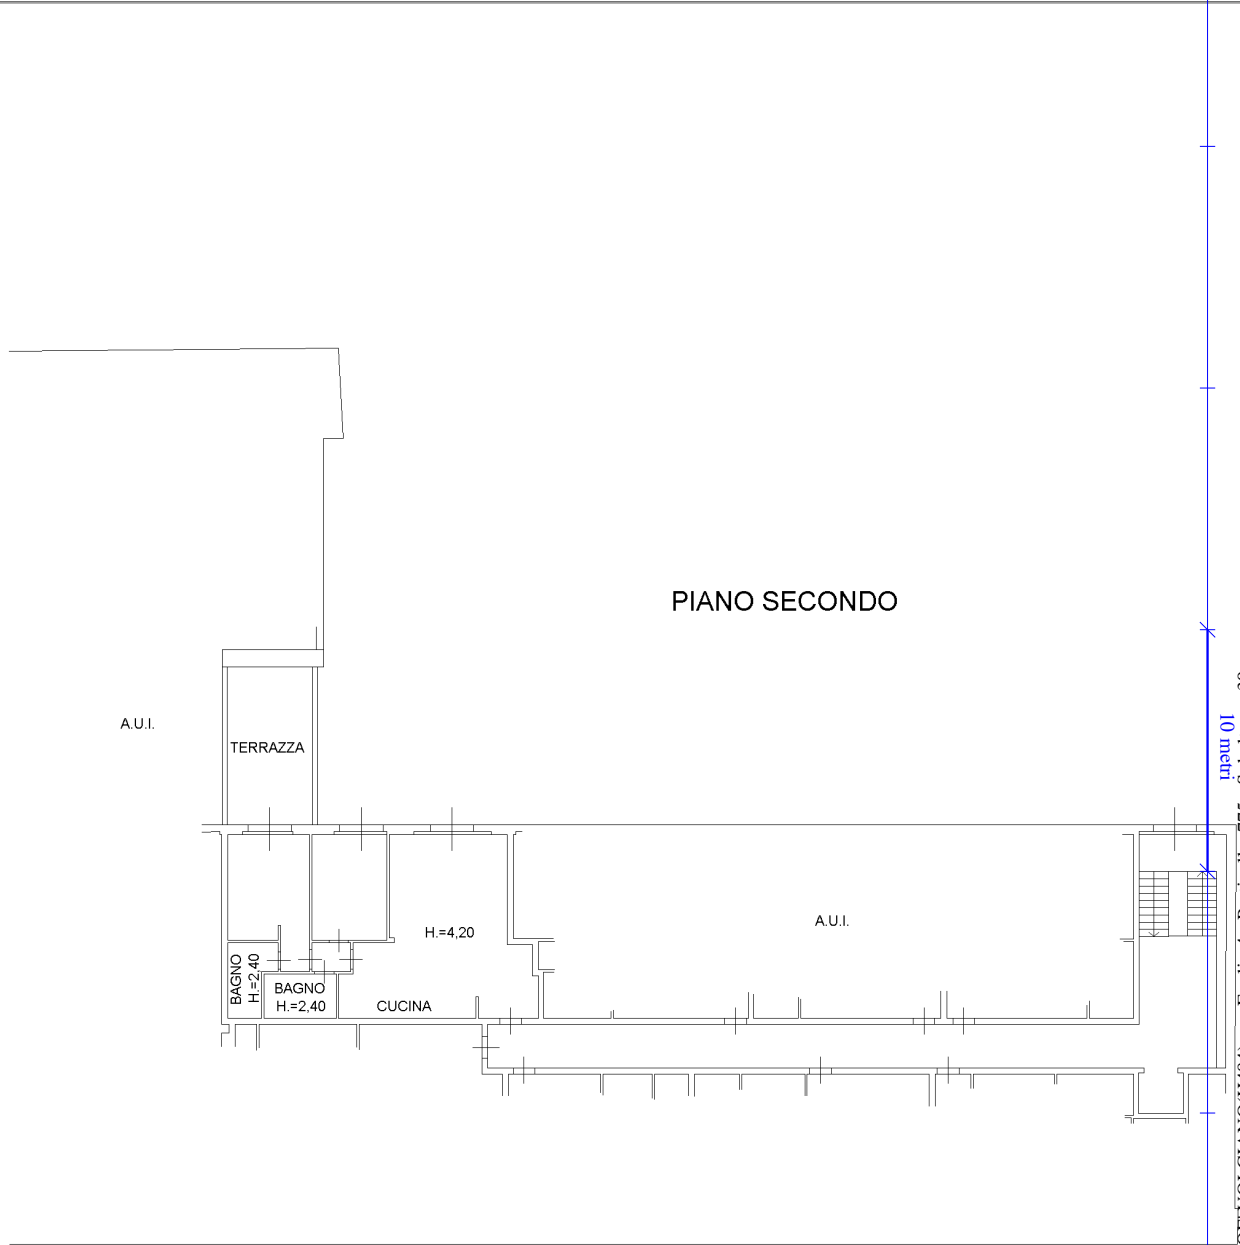 PIANO SECONDO
10 metri
A.U.I.
TERRAZZA
A.U.I.
H.=4,20
BAGNO
H.=2,40
BAGNO
H.=2,40
CUCINA